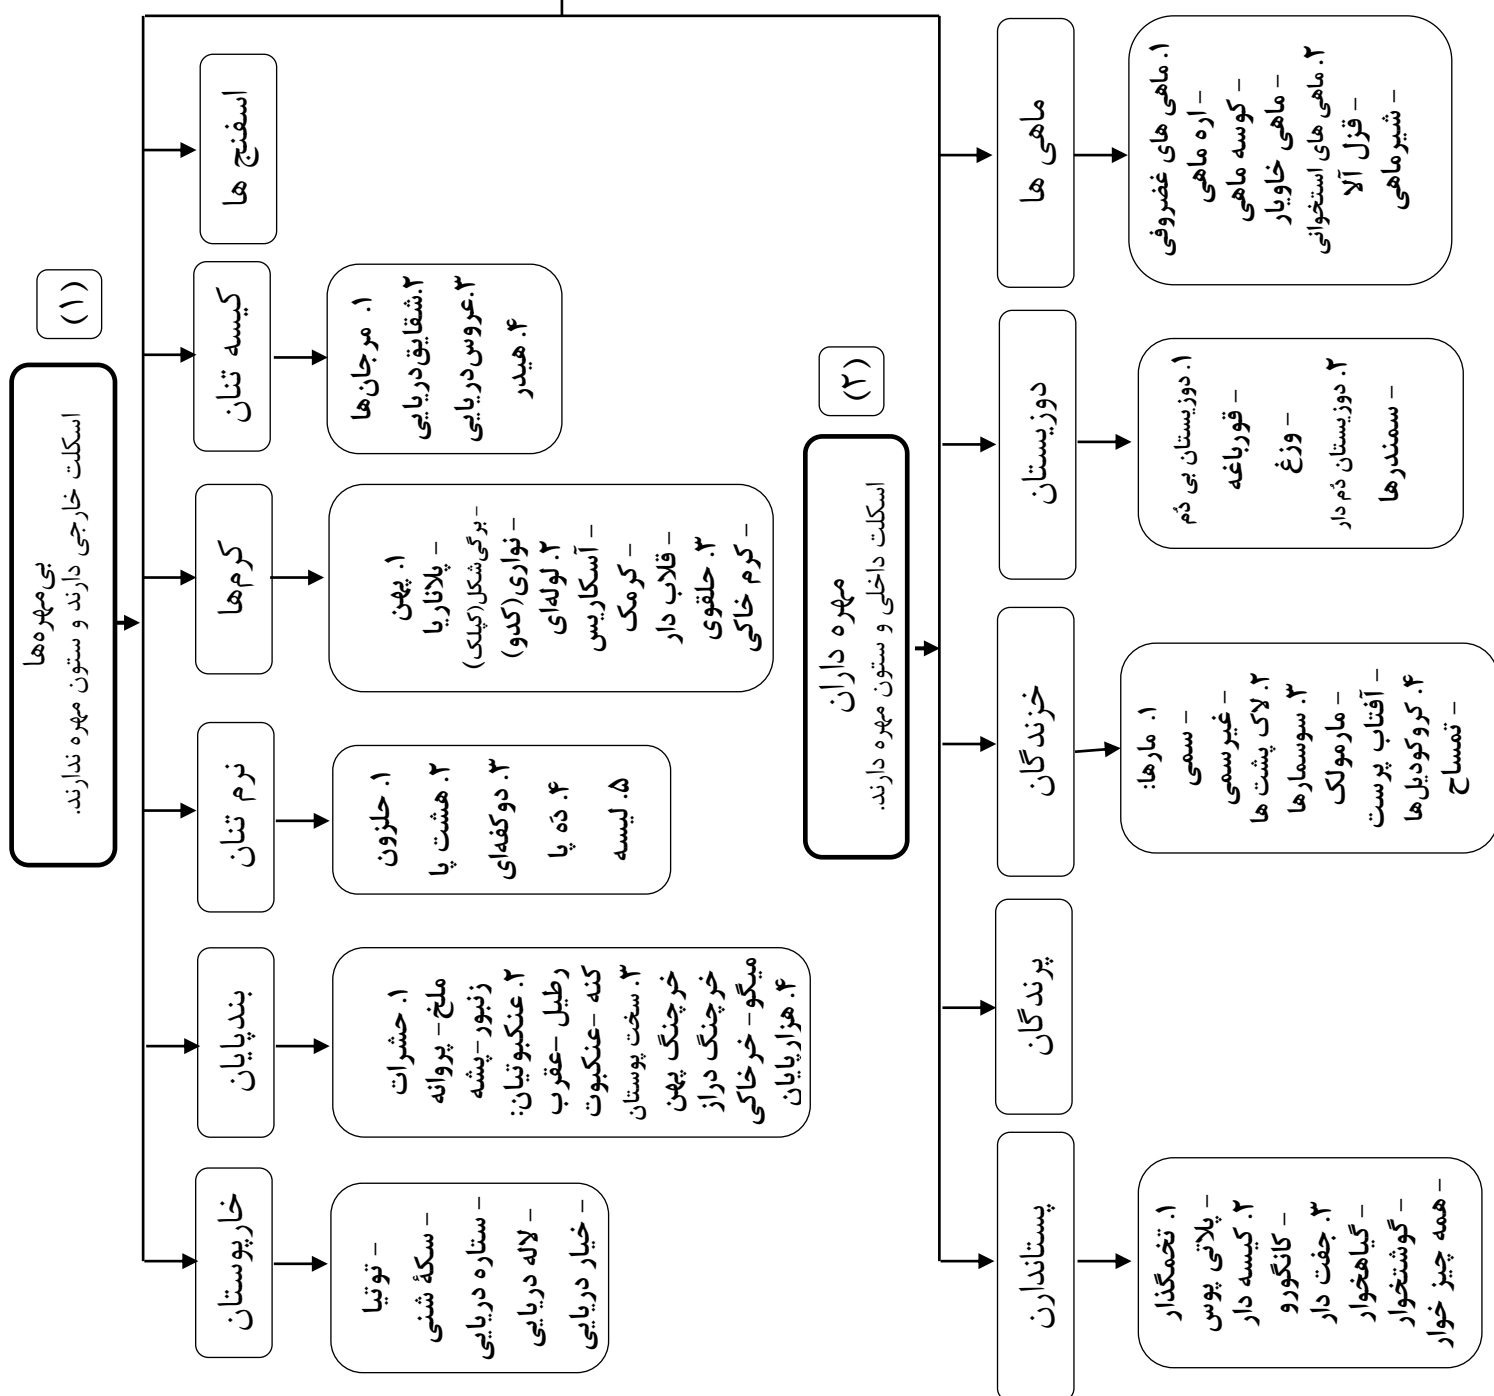 (۱)
بی‌مهره‌ها
اسکلت خارجی دارند و ستون مهره ندارند.
اسفنج ها
کیسه تنان
۱. مرجان‌ها
۲.شقایق‌دریایی
۳.عروس‌دریایی
۴. هیدر
کرم‌ها
۱. پهن
- پلاناریا
-برگی‌شکل(کپلک)
-نواری(کدو)
۲. لوله‌ای
- آسکاریس
- کرمک
- قلاب دار
۳. حلقوی
- کرم خاکی
نرم تنان
۱. حلزون
۲. هشت پا
۳. دوکفه‌ای
۴. دَه پا
۵. لیسه
بندپایان
۱. حشرات
ملخ- پروانه
زنبور-پشه
۲. عنکبوتیان:
رطیل -عقرب
کنه -عنکبوت
۳. سخت پوستان
خرچنگ پهن
خرچنگ دراز
میگو- خرخاکی
۴. هزارپایان
خارپوستان
- توتیا
- سکهٔ شنی
- ستاره دریایی
- لاله دریایی
- خیار دریایی
(۲)
مهره داران
اسکلت داخلی و ستون مهره دارند.
ماهی ها
۱. ماهی های غضروفی
- اره ماهی
- کوسه ماهی
- ماهی خاویار
۲. ماهی های استخوانی
- قزل آلا
- شیرماهی
دوزیستان
۱. دوزیستان بی دُم
- قورباغه
- وزغ
۲. دوزیستان دُم دار
- سمندرها
خزندگان
۱. مارها:
- سمی
- غیرسمی
۲. لاک پشت ها
۳. سوسمارها
- مارمولک
- آفتاب پرست
۴. کروکودیل‌ها
- تمساح
پرندگان
پستاندارن
۱. تخمگذار
- پلاتی پوس
۲. کیسه دار
- کانگورو
۳. جفت دار
- گیاهخوار
- گوشتخوار
- همه چیز خوار